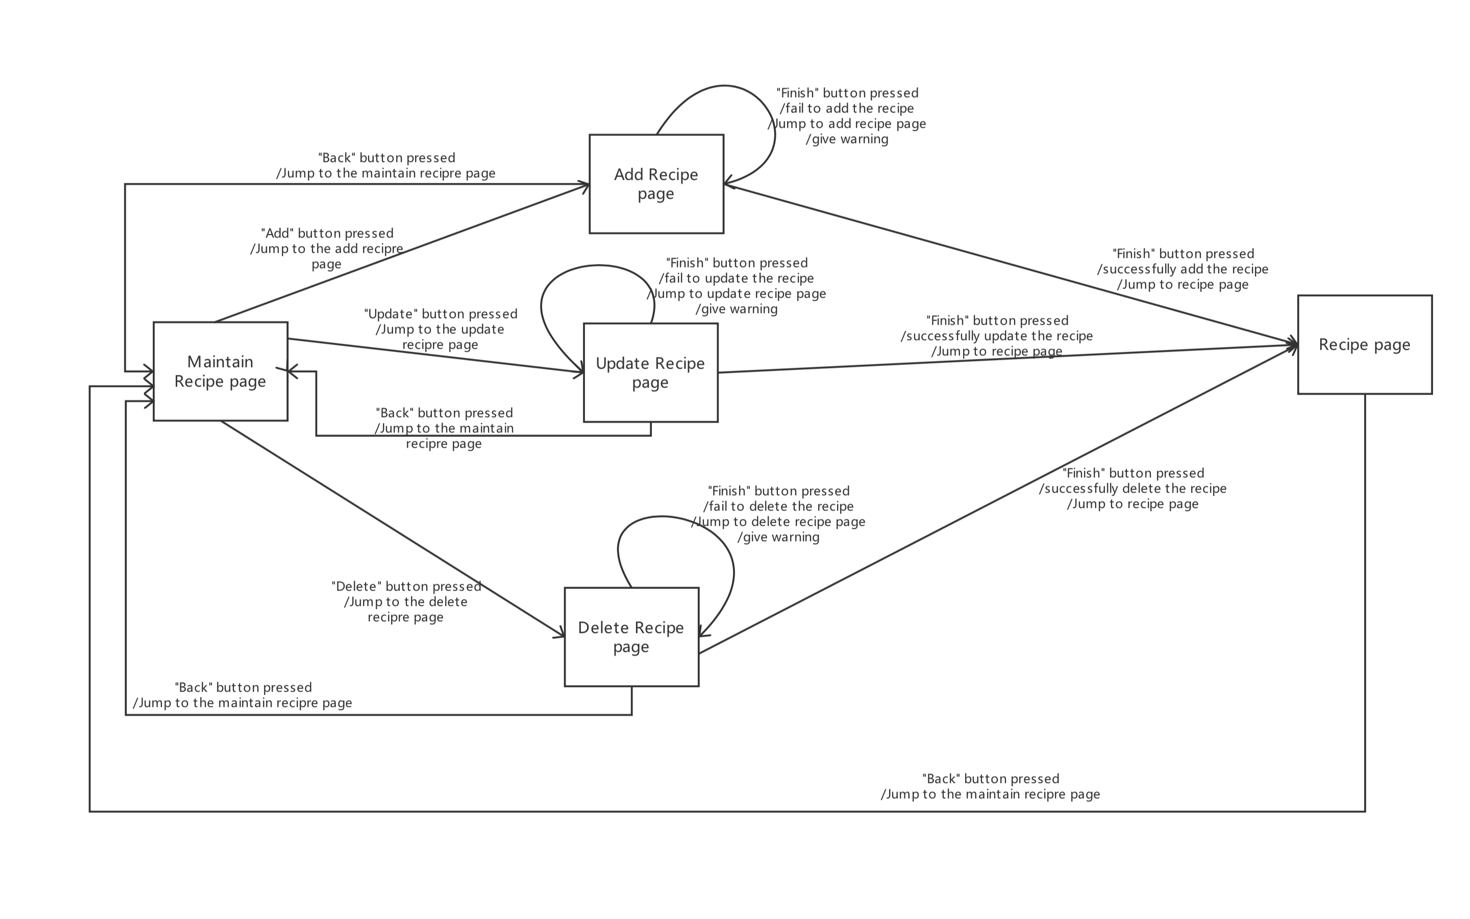 "Finish" button pressed
/fail to add the recipe
/Jump to add recipe page
/give warning
Add Recipe
page
"Back" button pressed
/Jump to the maintain recipre page
"Add" button pressed
/Jump to the add recipre
page
"Finish" button pressed
/successfully add the recipe
/Jump to recipe page
"Finish" button pressed
/fail to update the recipe
/Jump to update recipe page
/give warning
"Update" button pressed
/Jump to the update
recipre page
"Finish" button pressed
/successfully update the recipe
/Jump to recipe page
Recipe page
Maintain
Recipe page
Update Recipe
page
"Back" button pressed
/Jump to the maintain
recipre page
"Finish" button pressed
/successfully delete the recipe
/Jump to recipe page
"Finish" button pressed
/fail to delete the recipe
/Jump to delete recipe page
/give warning
"Delete" button pressed
/Jump to the delete
recipre page
Delete Recipe
page
"Back" button pressed
/Jump to the maintain recipre page
"Back" button pressed
/Jump to the maintain recipre page